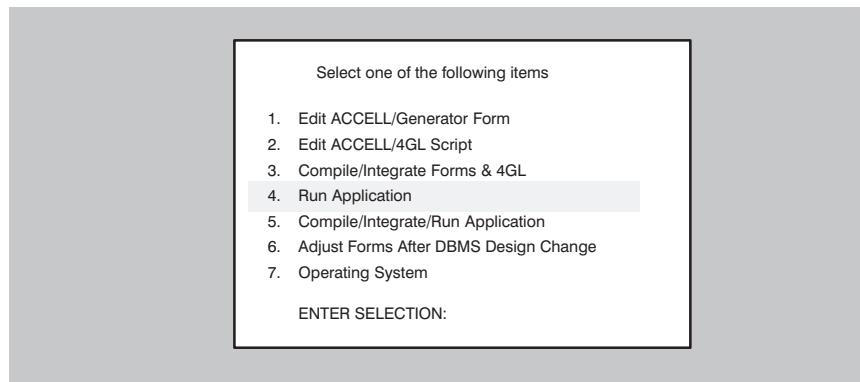 Select one of the following items
1. Edit ACCELL/Generator Form
2. Edit ACCELL/4GL Script
3. Compile/Integrate Forms & 4GL
4. Run Application
5. Compile/Integrate/Run Application
6. Adjust Forms After DBMS Design Change
7. Operating System
ENTER SELECTION: